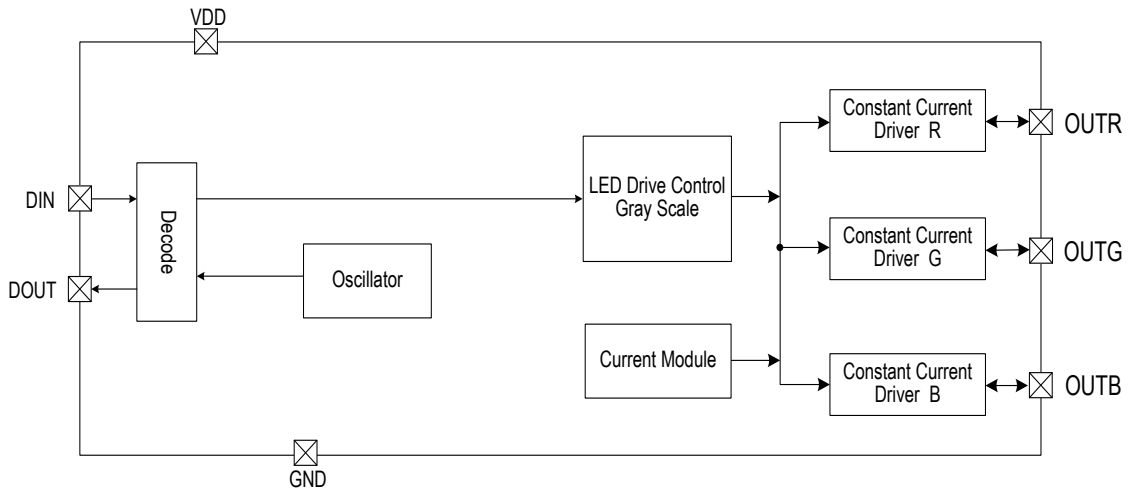 VDD
Constant Current
Driver R
OUTR
DIN
Decode
LED Drive Control
Gray Scale
Constant Current
Driver G
OUTG
DOUT
Oscillator
Current Module
Constant Current
Driver B
OUTB
GND